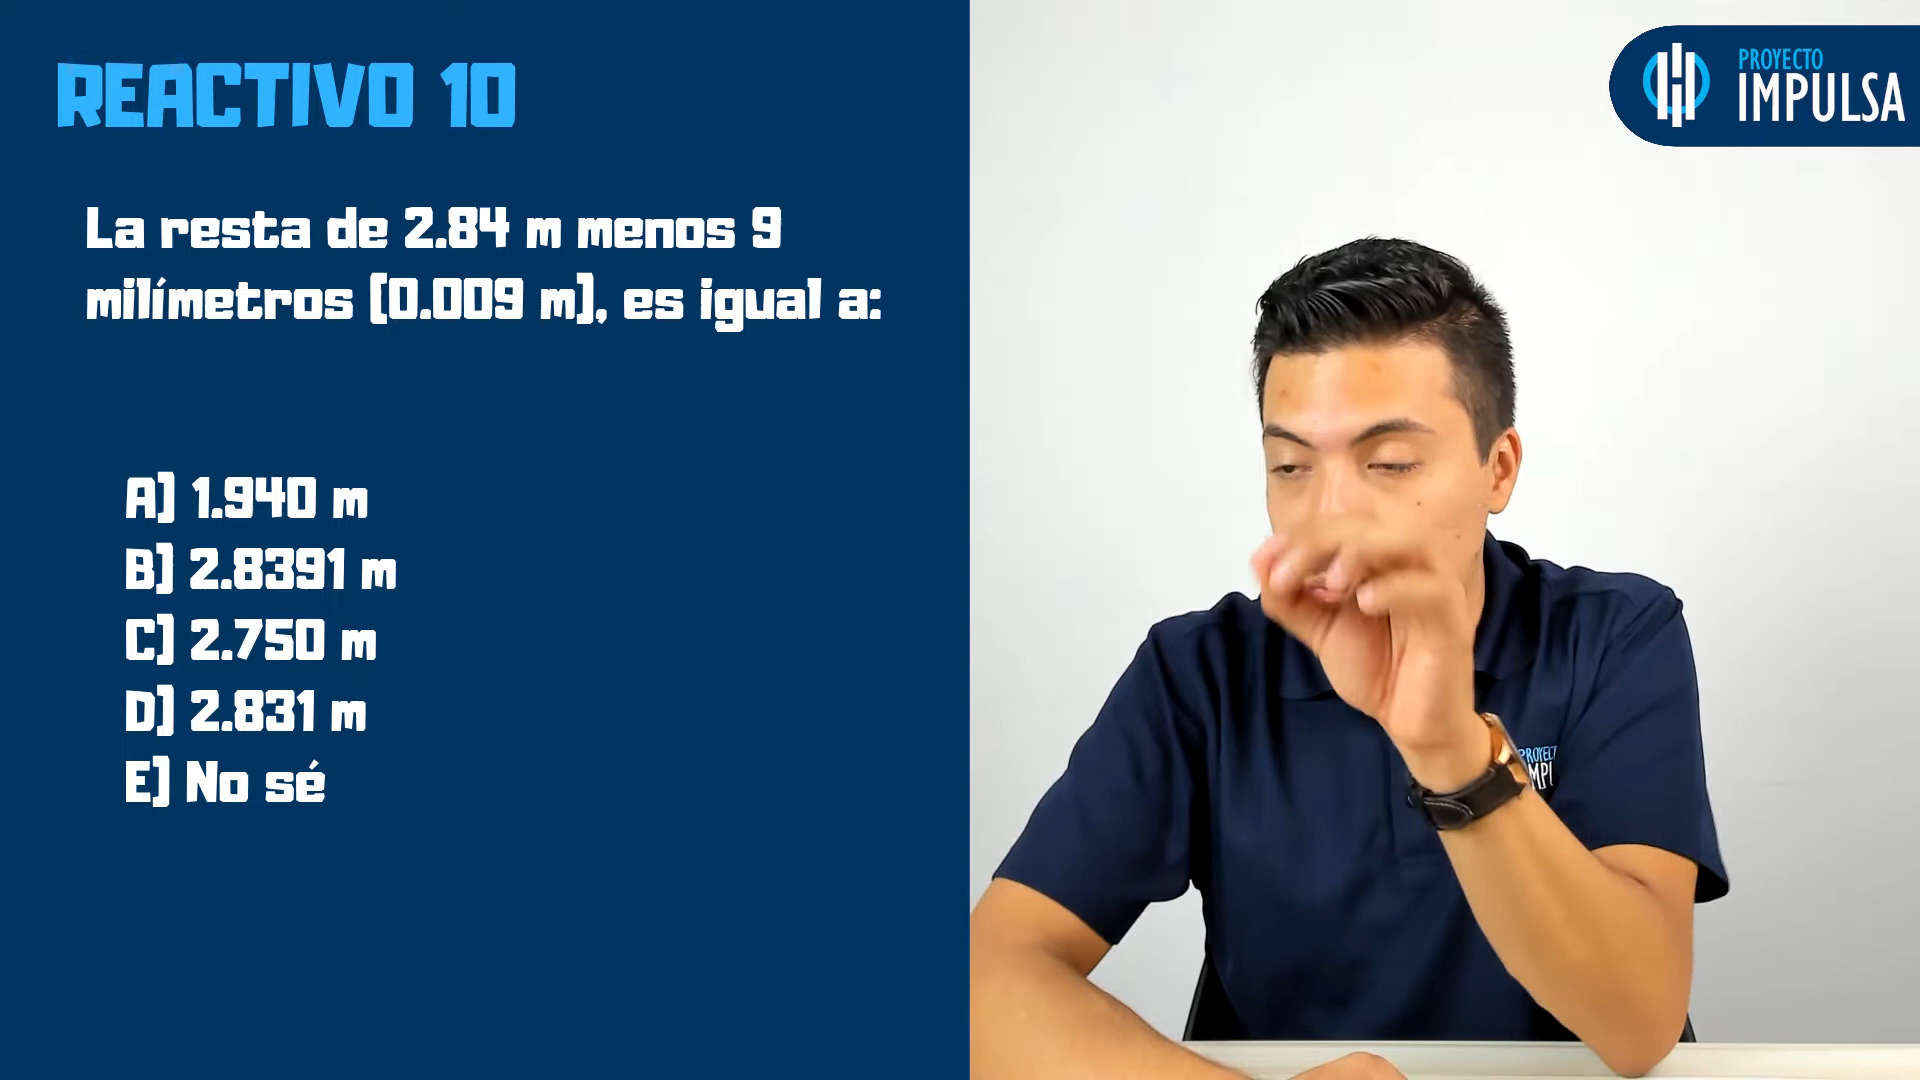 REACTIVO 10
PROYECTO
IMPULSA
La resta de 2.84 m menos 9
milímetros (0.009 m), es igual a:
A) 1.940 m
B) 2.8391 m
C) 2.750 m
D) 2.831 m
E) No sé